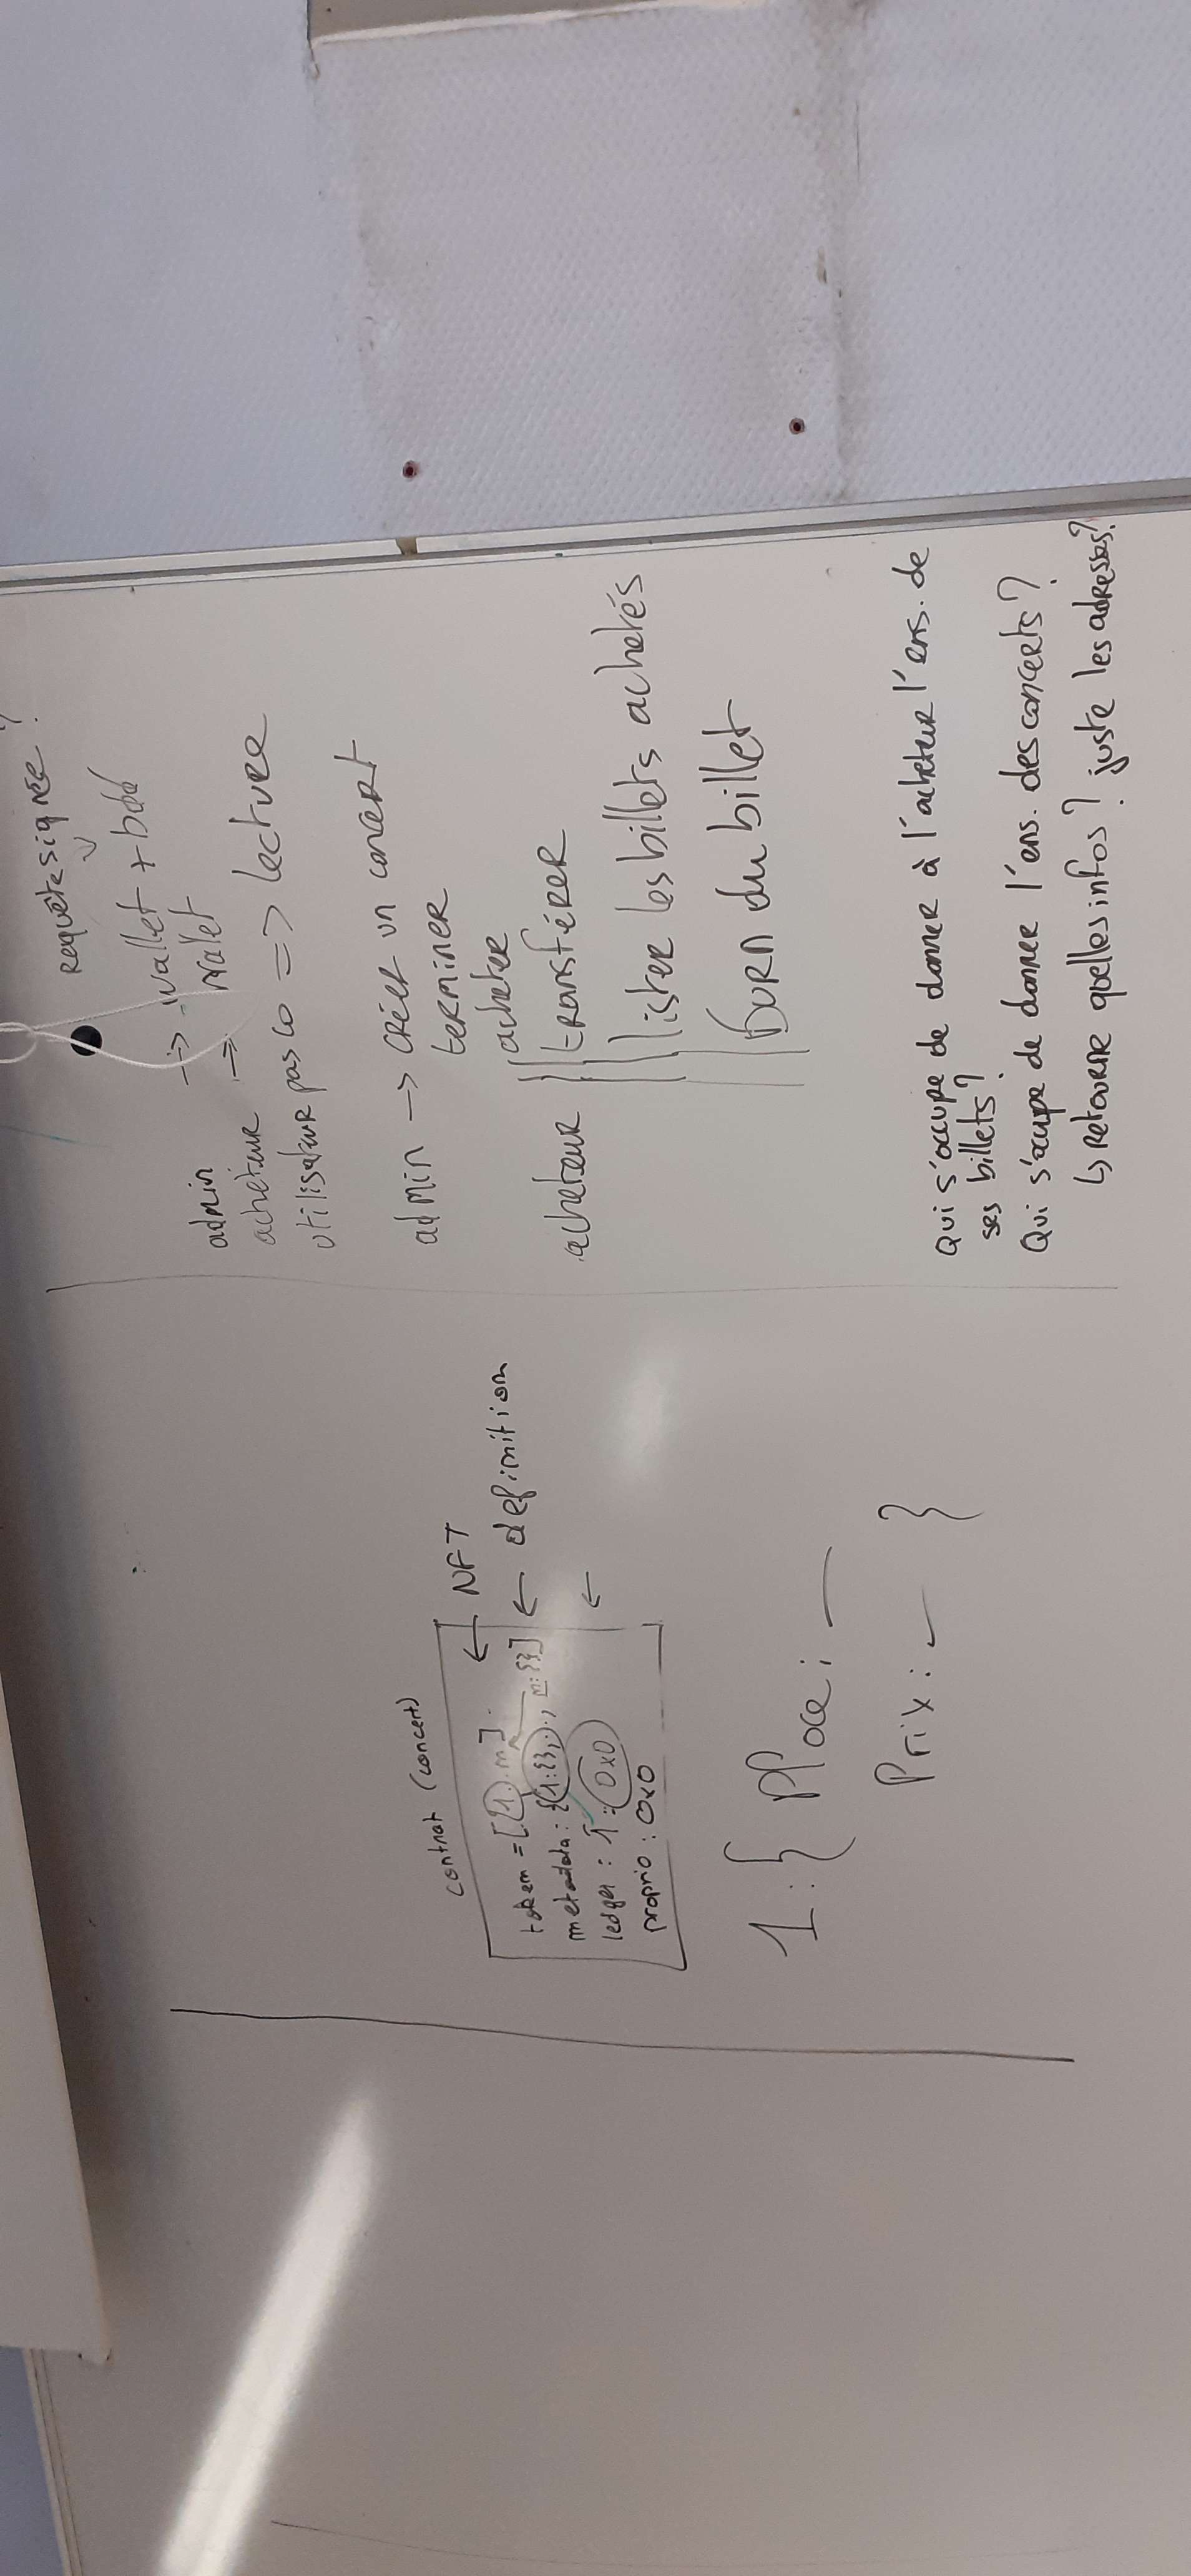 contrat (concert)
token = [1..m] ← NFT
metadata : {1:{},.., m:{}] ← definition
ledger : 1 : 0x0 ←
proprio : 0x0
1 : { Place : —
Prix : — }
requête signée ?
admin → wallet + bdd
acheteur → wallet
utilisateur pas co => lecture
admin → créer un concert
terminer
acheteur acheter
transférer
lister les billets achetés
burn du billet
Qui s'occupe de donner à l'acheteur l'ens. de
ses billets ?
Qui s'occupe de donner l'ens. des concerts ?
↳ Retourne quelles infos ? juste les adresses ?